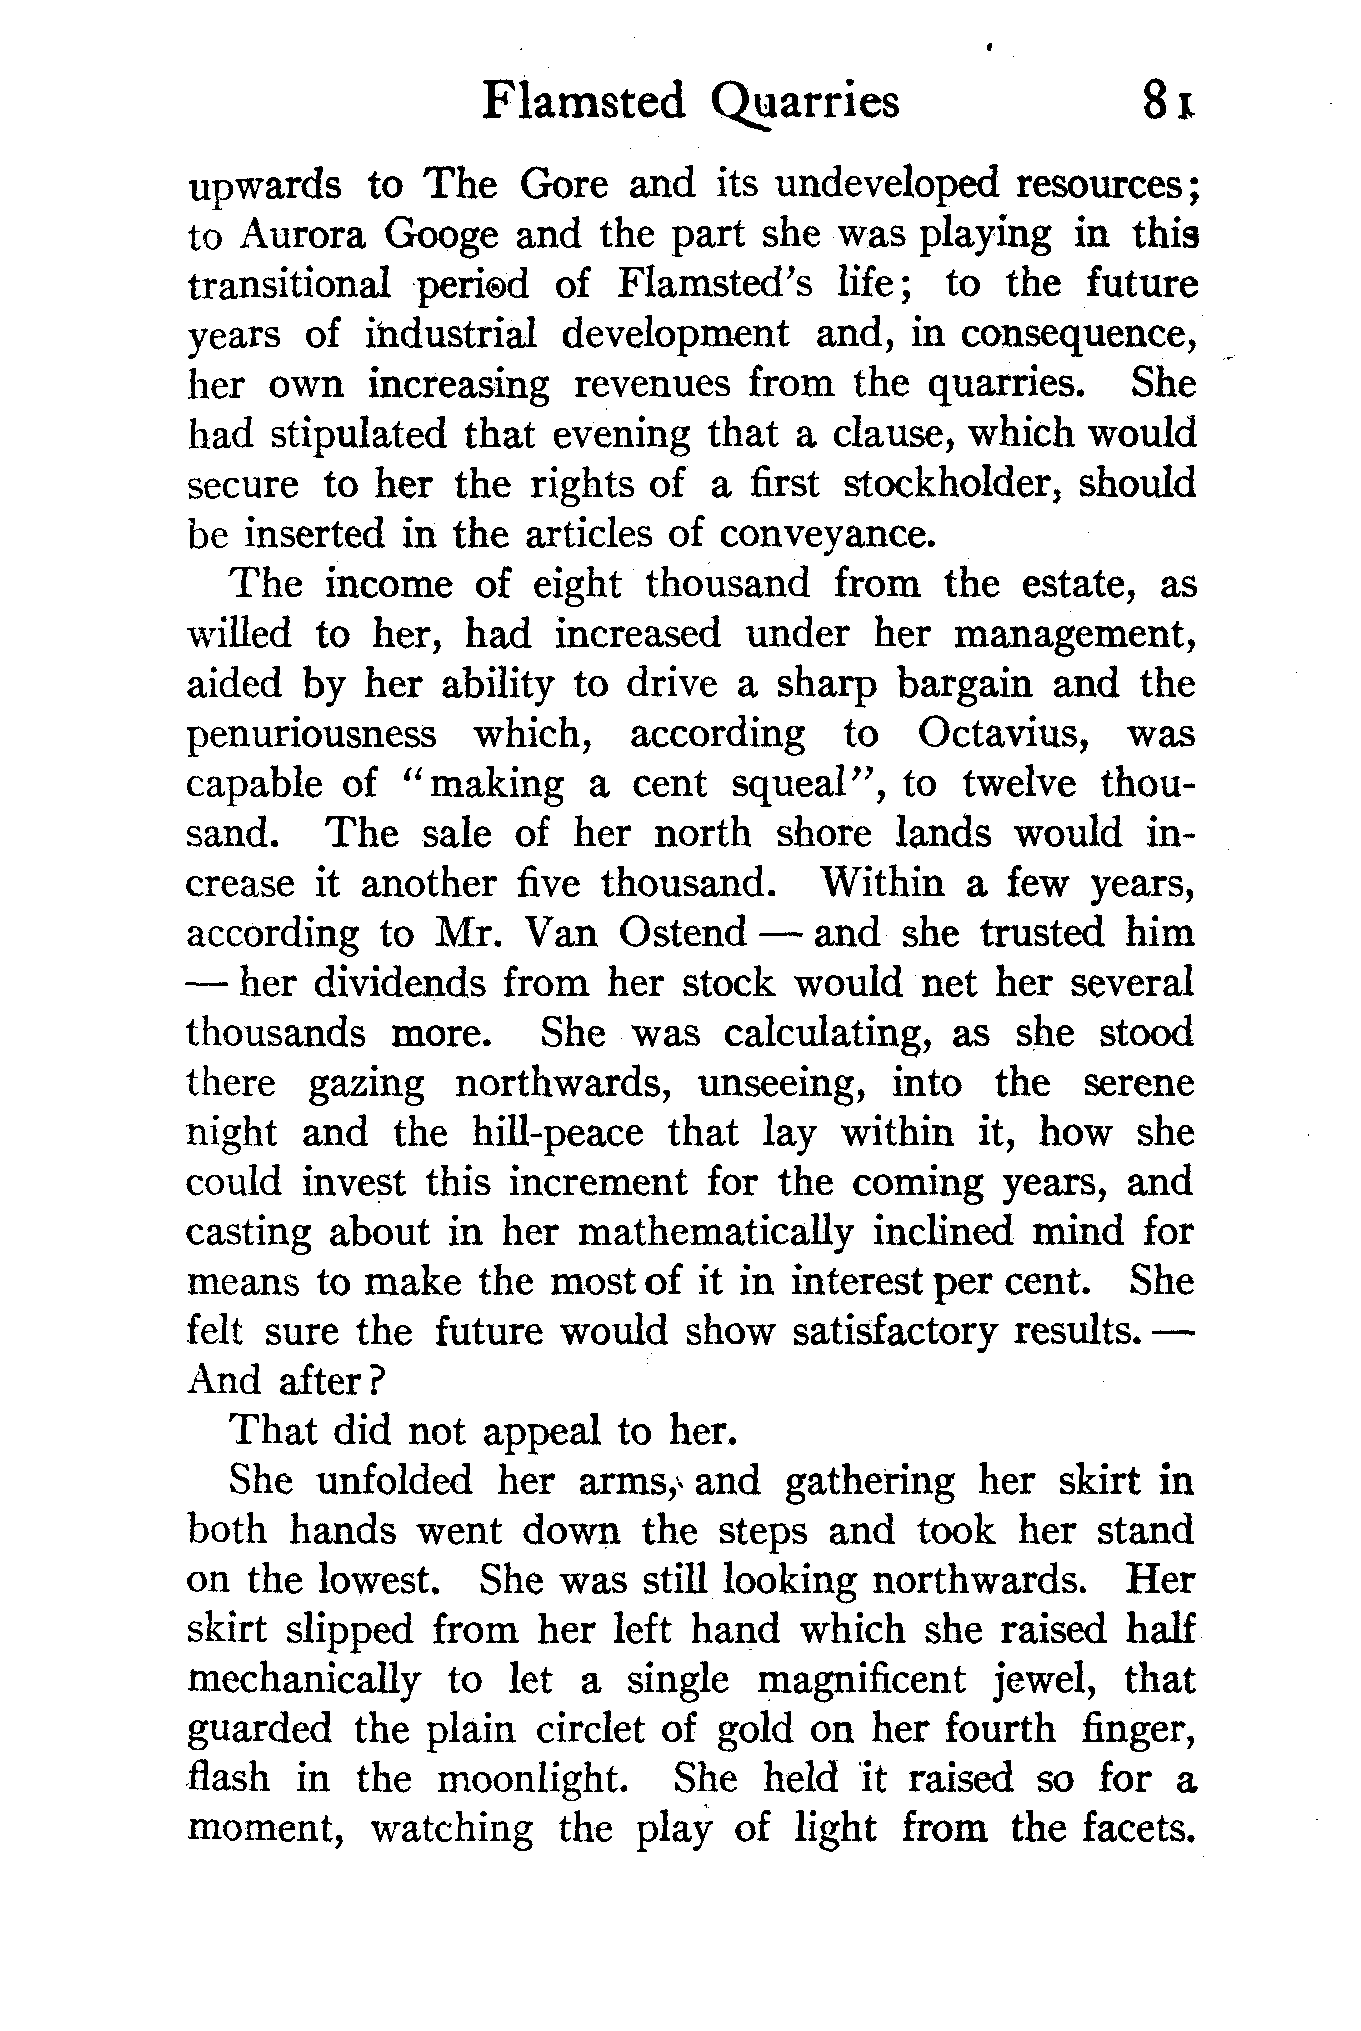 Flamsted Quarries 81
upwards to The Gore and its undeveloped resources;
to Aurora Googe and the part she was playing in this
transitional period of Flamsted's life; to the future
years of industrial development and, in consequence,
her own increasing revenues from the quarries. She
had stipulated that evening that a clause, which would
secure to her the rights of a first stockholder, should
be inserted in the articles of conveyance.
The income of eight thousand from the estate, as
willed to her, had increased under her management,
aided by her ability to drive a sharp bargain and the
penuriousness which, according to Octavius, was
capable of "making a cent squeal", to twelve thou-
sand. The sale of her north shore lands would in-
crease it another five thousand. Within a few years,
according to Mr. Van Ostend — and she trusted him
— her dividends from her stock would net her several
thousands more. She was calculating, as she stood
there gazing northwards, unseeing, into the serene
night and the hill-peace that lay within it, how she
could invest this increment for the coming years, and
casting about in her mathematically inclined mind for
means to make the most of it in interest per cent. She
felt sure the future would show satisfactory results. —
And after?
That did not appeal to her.
She unfolded her arms, and gathering her skirt in
both hands went down the steps and took her stand
on the lowest. She was still looking northwards. Her
skirt slipped from her left hand which she raised half
mechanically to let a single magnificent jewel, that
guarded the plain circlet of gold on her fourth finger,
flash in the moonlight. She held it raised so for a
moment, watching the play of light from the facets.